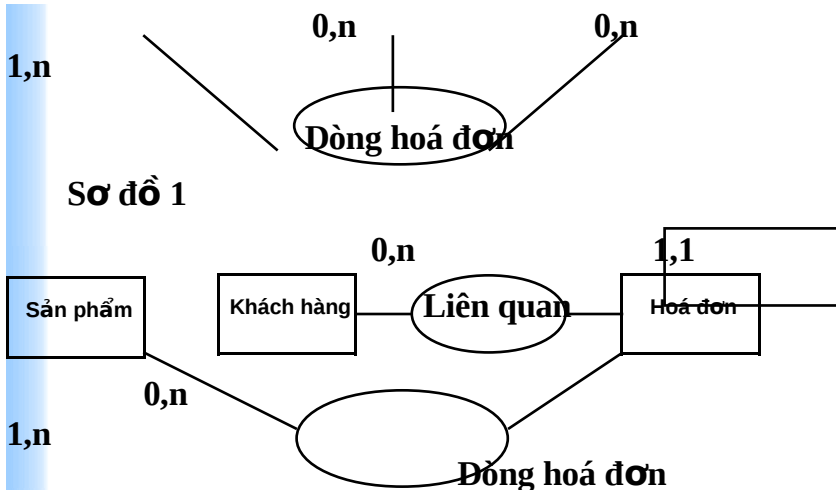 0,n
0,n
1,n
Dòng hoá đơn
Sơ đồ 1
0,n
1,1
Sản phẩm
Khách hàng
Liên quan
Hoá đơn
0,n
1,n
Dòng hoá đơn